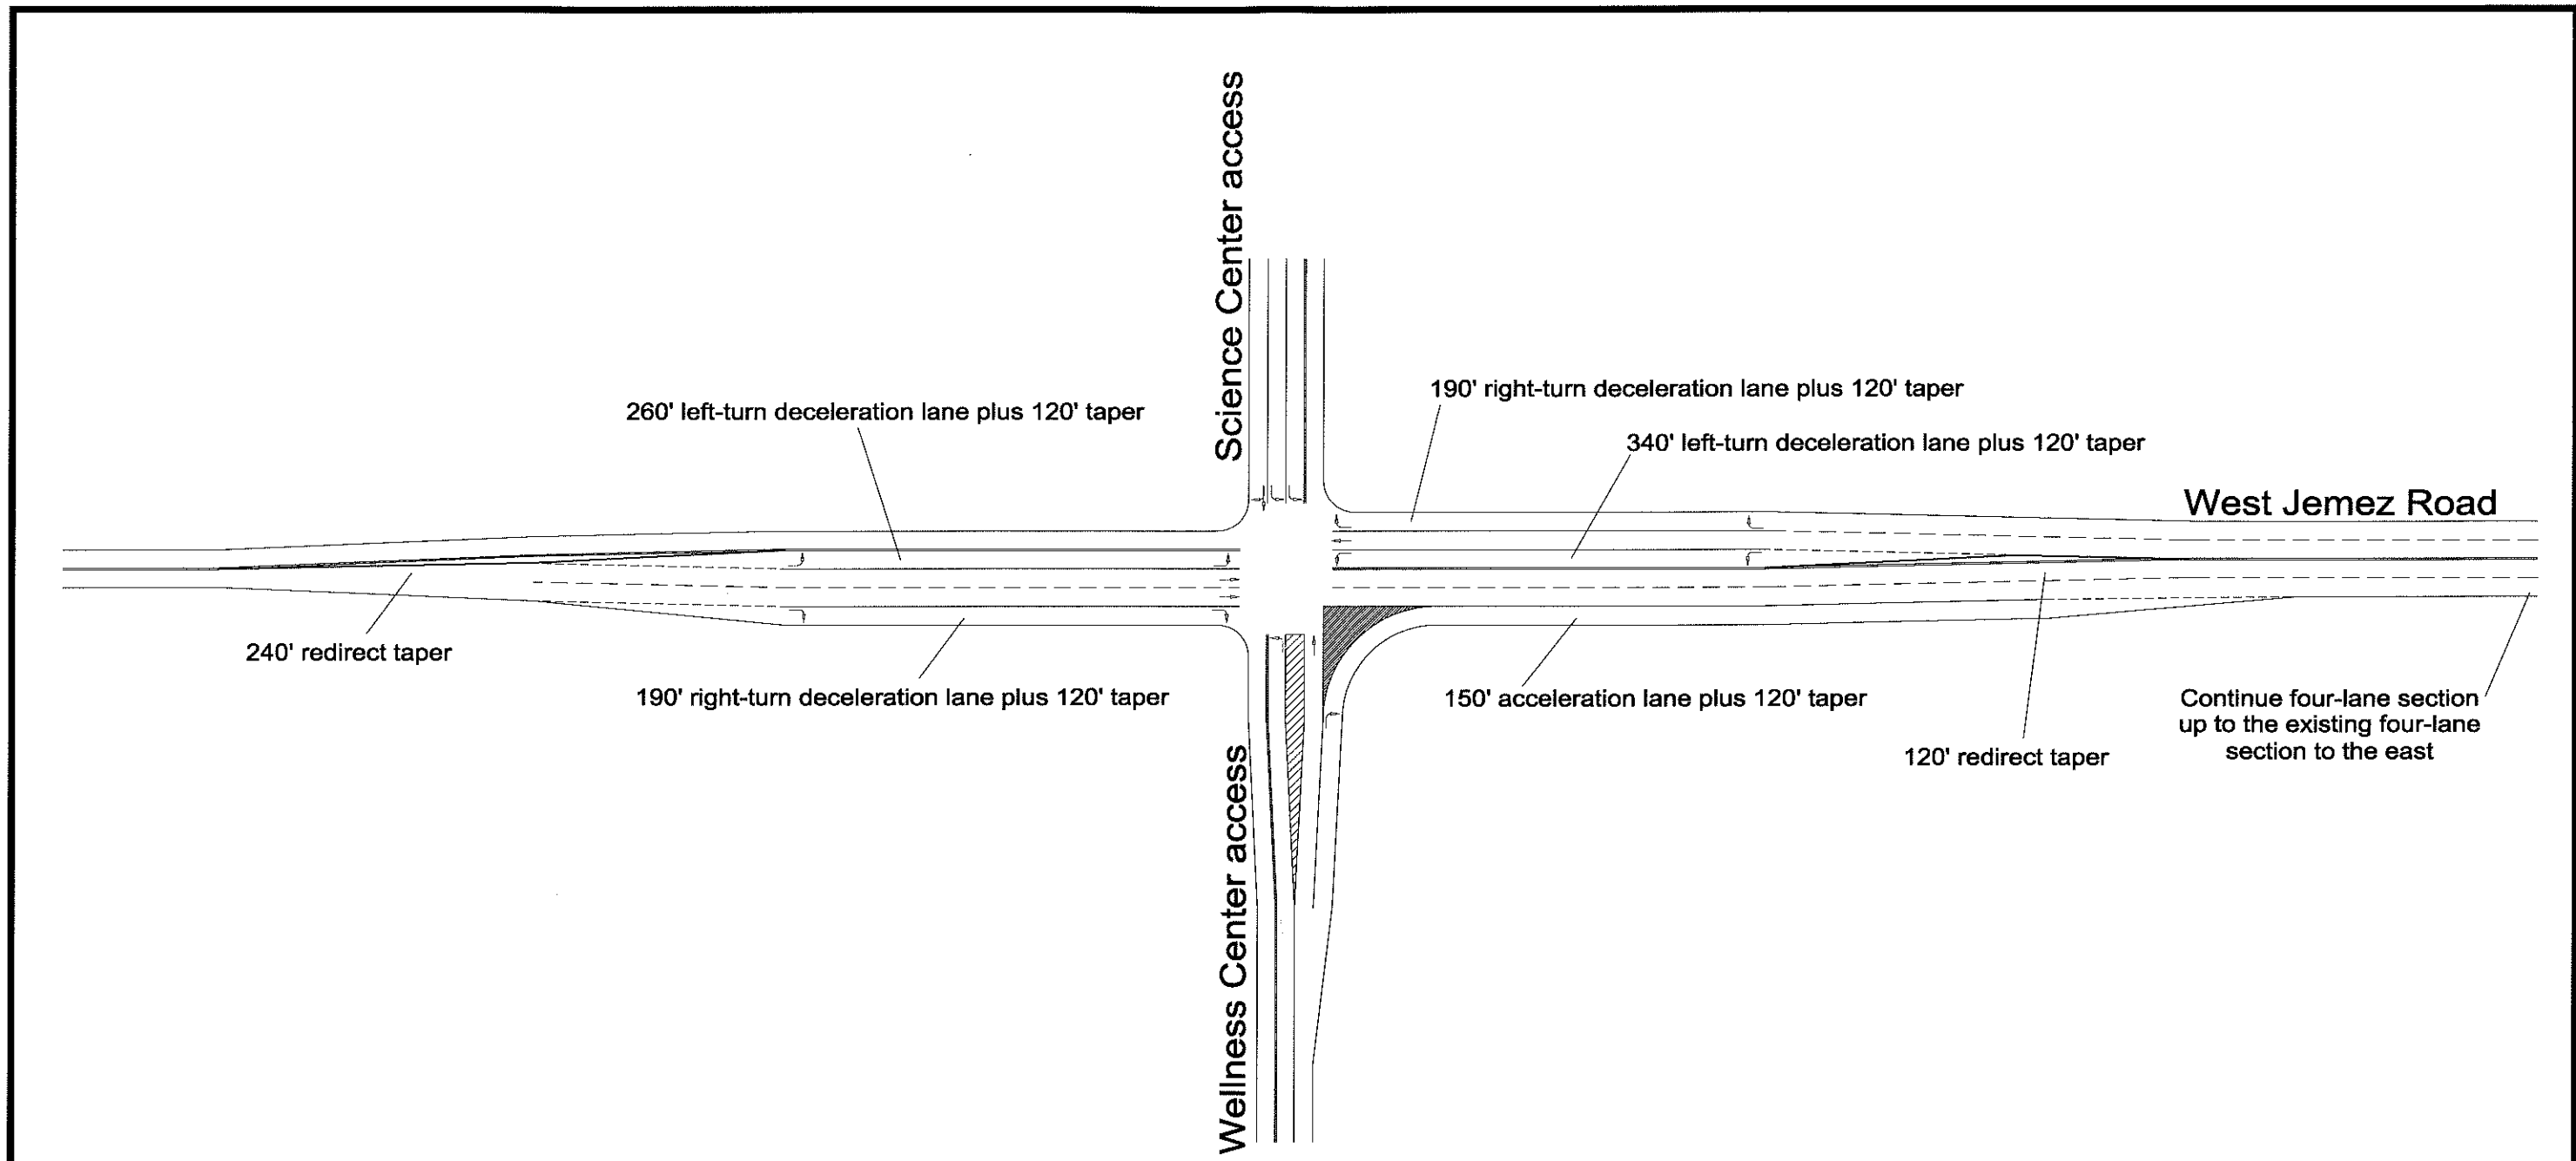 Science Center access
190' right-turn deceleration lane plus 120' taper
260' left-turn deceleration lane plus 120' taper
340' left-turn deceleration lane plus 120' taper
West Jemez Road
240' redirect taper
190' right-turn deceleration lane plus 120' taper
150' acceleration lane plus 120' taper
Continue four-lane section
up to the existing four-lane
section to the east
120' redirect taper
Wellness Center access